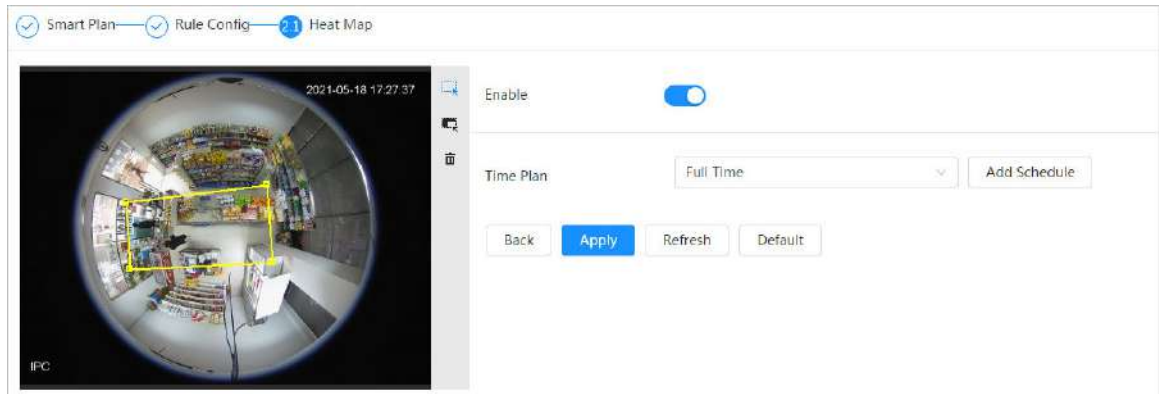 Smart Plan Rule Config 2.1 Heat Map
2021-05-18 17:27:37
IPC
Enable
Time Plan Full Time Add Schedule
Back Apply Refresh Default